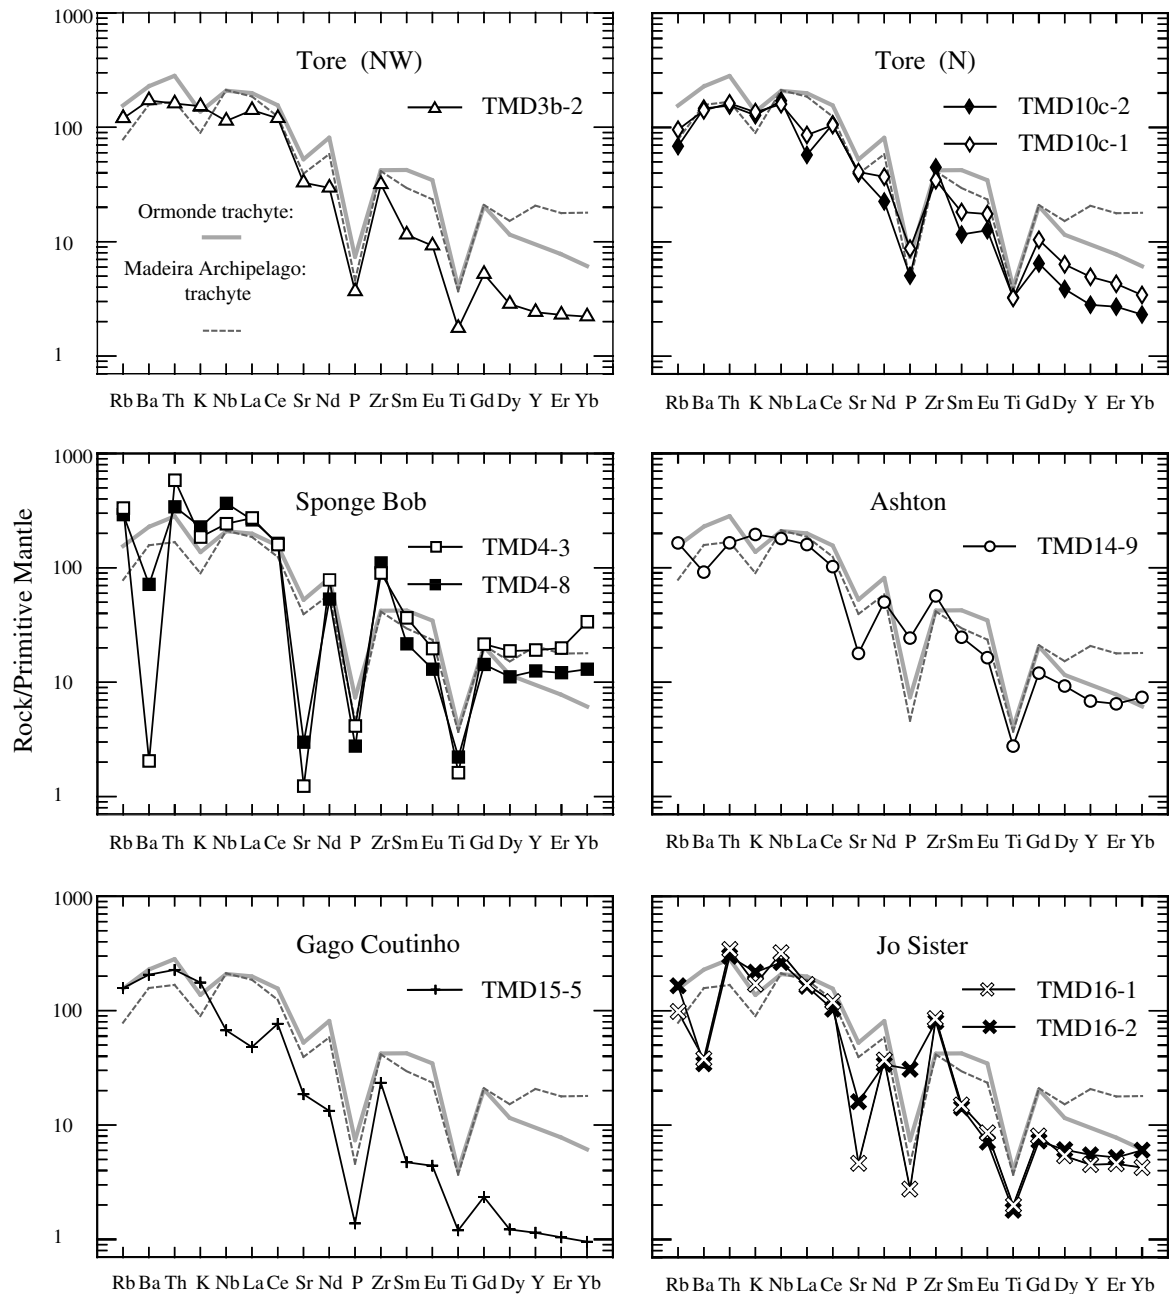 1000
100
10
1
Tore (NW)
TMD3b-2
Ormonde trachyte:
Madeira Archipelago:
trachyte
Rb Ba Th K Nb La Ce Sr Nd P Zr Sm Eu Ti Gd Dy Y Er Yb
Tore (N)
TMD10c-2
TMD10c-1
Rb Ba Th K Nb La Ce Sr Nd P Zr Sm Eu Ti Gd Dy Y Er Yb
Rock/Primitive Mantle
1000
100
10
1
Sponge Bob
TMD4-3
TMD4-8
Rb Ba Th K Nb La Ce Sr Nd P Zr Sm Eu Ti Gd Dy Y Er Yb
Ashton
TMD14-9
Rb Ba Th K Nb La Ce Sr Nd P Zr Sm Eu Ti Gd Dy Y Er Yb
1000
100
10
1
Gago Coutinho
TMD15-5
Rb Ba Th K Nb La Ce Sr Nd P Zr Sm Eu Ti Gd Dy Y Er Yb
Jo Sister
TMD16-1
TMD16-2
Rb Ba Th K Nb La Ce Sr Nd P Zr Sm Eu Ti Gd Dy Y Er Yb